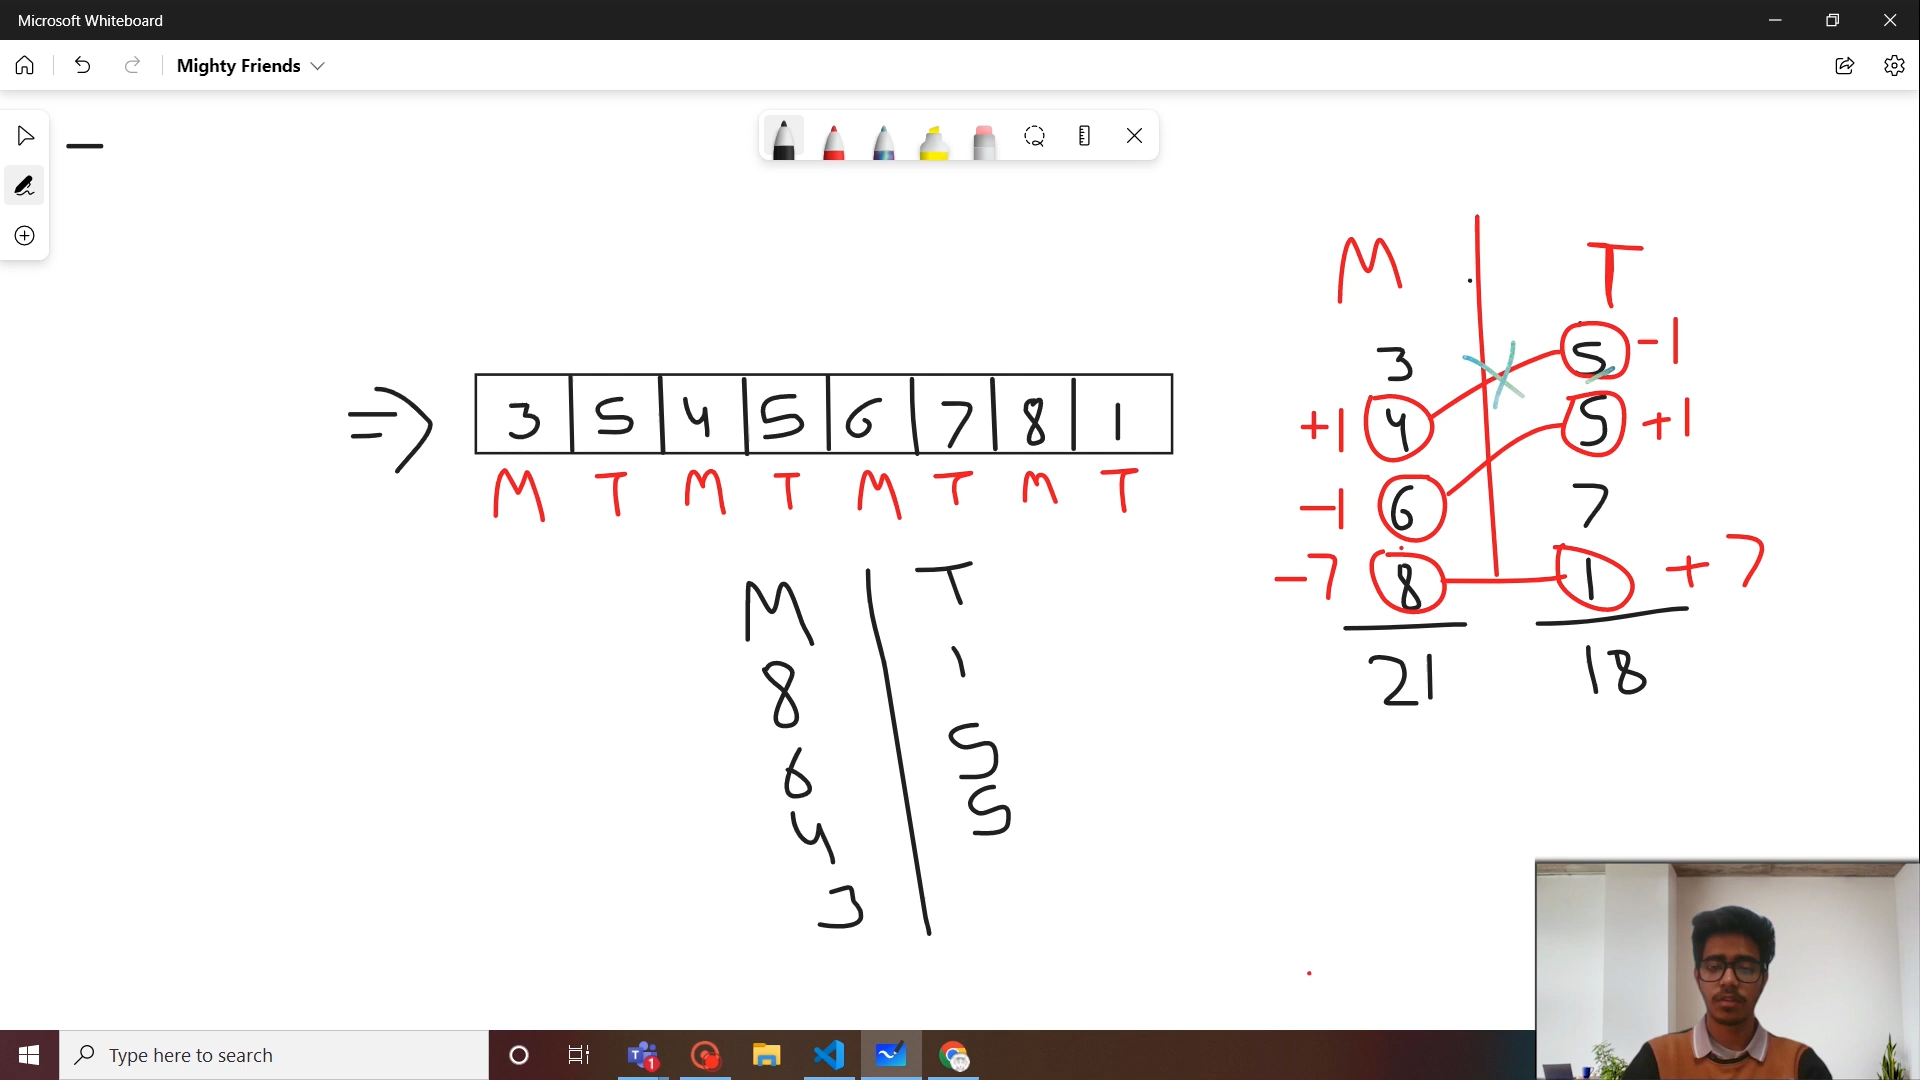 Microsoft Whiteboard
Mighty Friends
M T
3 5 -1
+1 4 5 +1
-1 6 7
-7 8 1 +7
21 18
=> 3 5 4 5 6 7 8 1
M T M T M T M T
M T
8 1
6 5
4 5
3
Type here to search
T 1